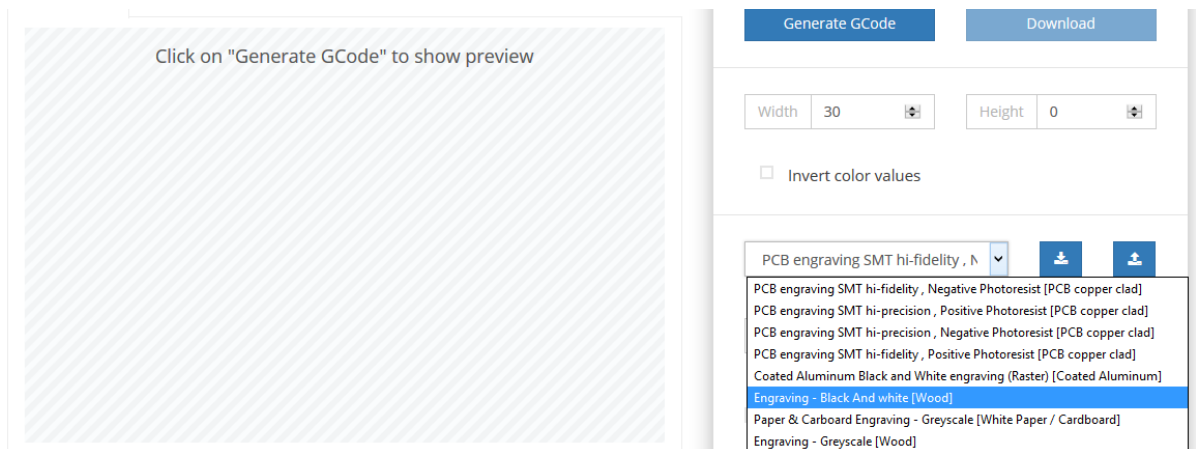 Click on "Generate GCode" to show preview
Generate GCode
Download
Width 30
Height 0
Invert color values
PCB engraving SMT hi-fidelity , N
PCB engraving SMT hi-fidelity , Negative Photoresist [PCB copper clad]
PCB engraving SMT hi-precision , Positive Photoresist [PCB copper clad]
PCB engraving SMT hi-precision , Negative Photoresist [PCB copper clad]
PCB engraving SMT hi-fidelity , Positive Photoresist [PCB copper clad]
Coated Aluminum Black and White engraving (Raster) [Coated Aluminum]
Engraving - Black And white [Wood]
Paper & Carboard Engraving - Greyscale [White Paper / Cardboard]
Engraving - Greyscale [Wood]